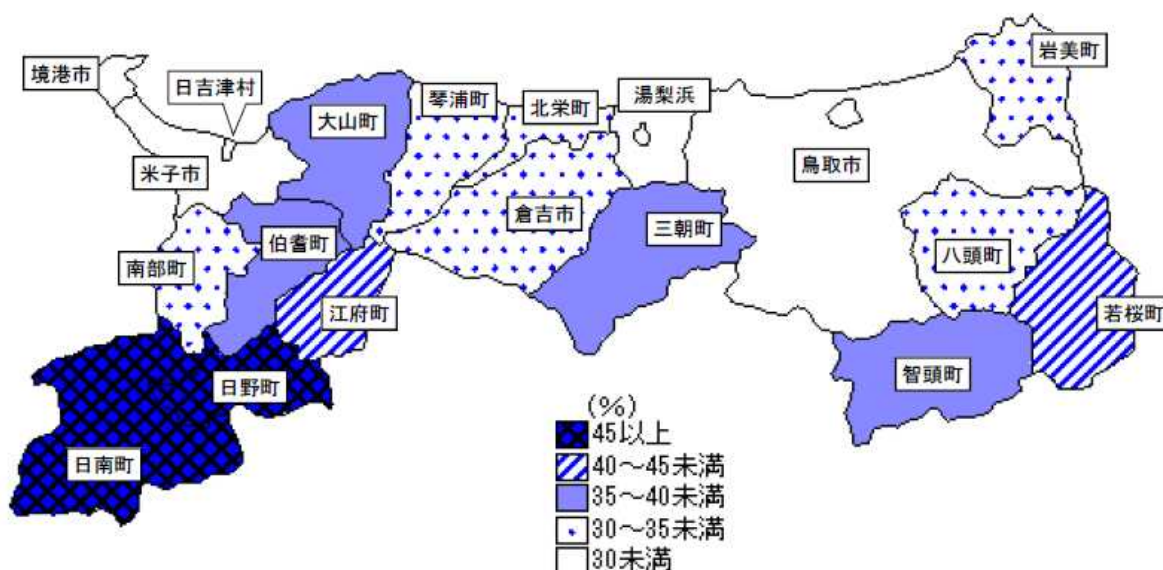 岩美町
境港市
日吉津村
琴浦町
北栄町
湯梨浜
大山町
鳥取市
米子市
倉吉市
三朝町
伯耆町
八頭町
南部町
江府町
若桜町
智頭町
日野町
日南町
(%)
45以上
40～45未満
35～40未満
30～35未満
30未満